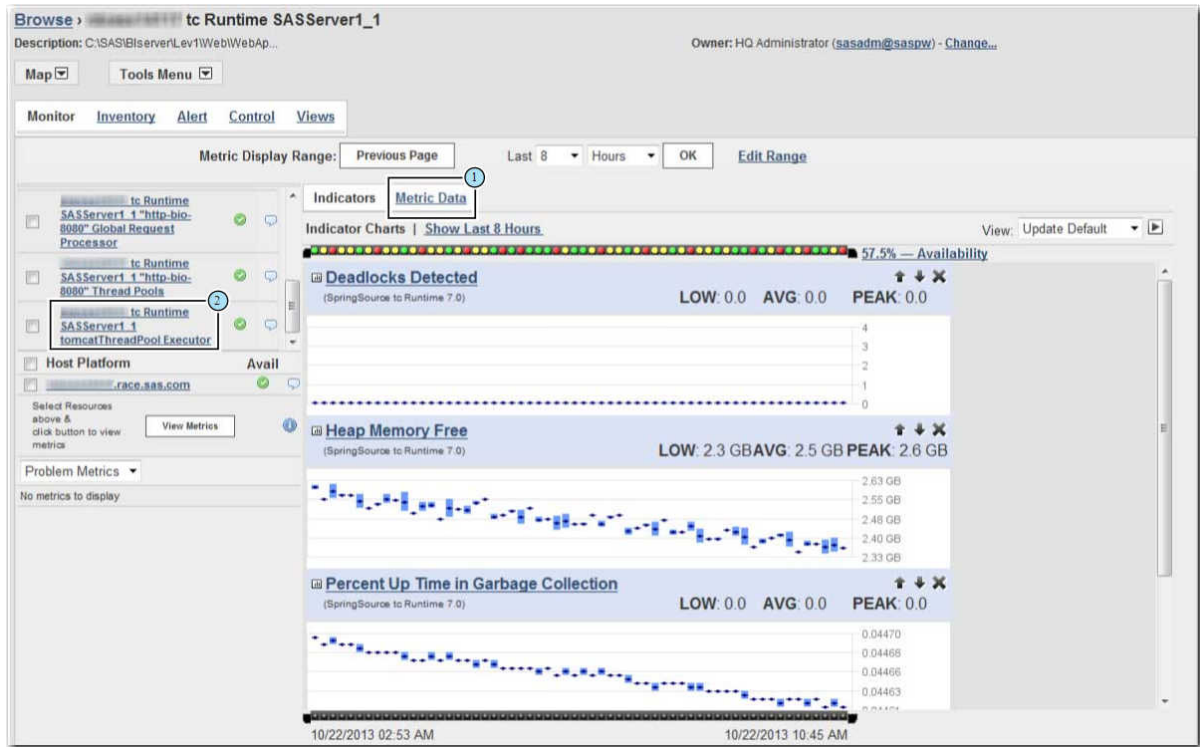 Browse › tc Runtime SASServer1_1
Description: C:\SAS\BIserver\Lev1\Web\WebAp...
Owner: HQ Administrator (sasadm@saspw) - Change...
Map
Tools Menu
Monitor Inventory Alert Control Views
Metric Display Range: Previous Page Last 8 Hours OK Edit Range
1
Indicators Metric Data
Indicator Charts | Show Last 8 Hours
View: Update Default
57.5% — Availability
tc Runtime
SASServer1_1 "http-bio-
8080" Global Request
Processor
tc Runtime
SASServer1_1 "http-bio-
8080" Thread Pools
2
tc Runtime
SASServer1_1
tomcatThreadPool Executor
Host Platform Avail
.race.sas.com
Select Resources
above &
click button to view
metrics
View Metrics
Problem Metrics
No metrics to display
Deadlocks Detected
(SpringSource tc Runtime 7.0)
LOW: 0.0 AVG: 0.0 PEAK: 0.0
4
3
2
1
0
Heap Memory Free
(SpringSource tc Runtime 7.0)
LOW: 2.3 GB AVG: 2.5 GB PEAK: 2.6 GB
2.63 GB
2.55 GB
2.48 GB
2.40 GB
2.33 GB
Percent Up Time in Garbage Collection
(SpringSource tc Runtime 7.0)
LOW: 0.0 AVG: 0.0 PEAK: 0.0
0.04470
0.04468
0.04466
0.04463
10/22/2013 02:53 AM
10/22/2013 10:45 AM